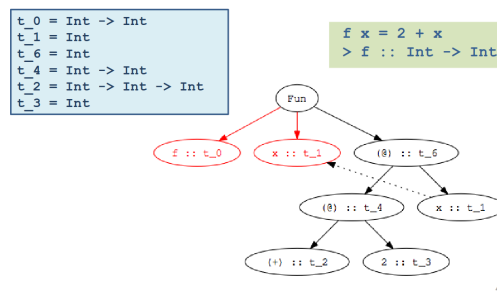 t_0 = Int -> Int
t_1 = Int
t_6 = Int
t_4 = Int -> Int
t_2 = Int -> Int -> Int
t_3 = Int
f x = 2 + x
> f :: Int -> Int
Fun
f :: t_0
x :: t_1
(@) :: t_6
(@) :: t_4
x :: t_1
(+) :: t_2
2 :: t_3